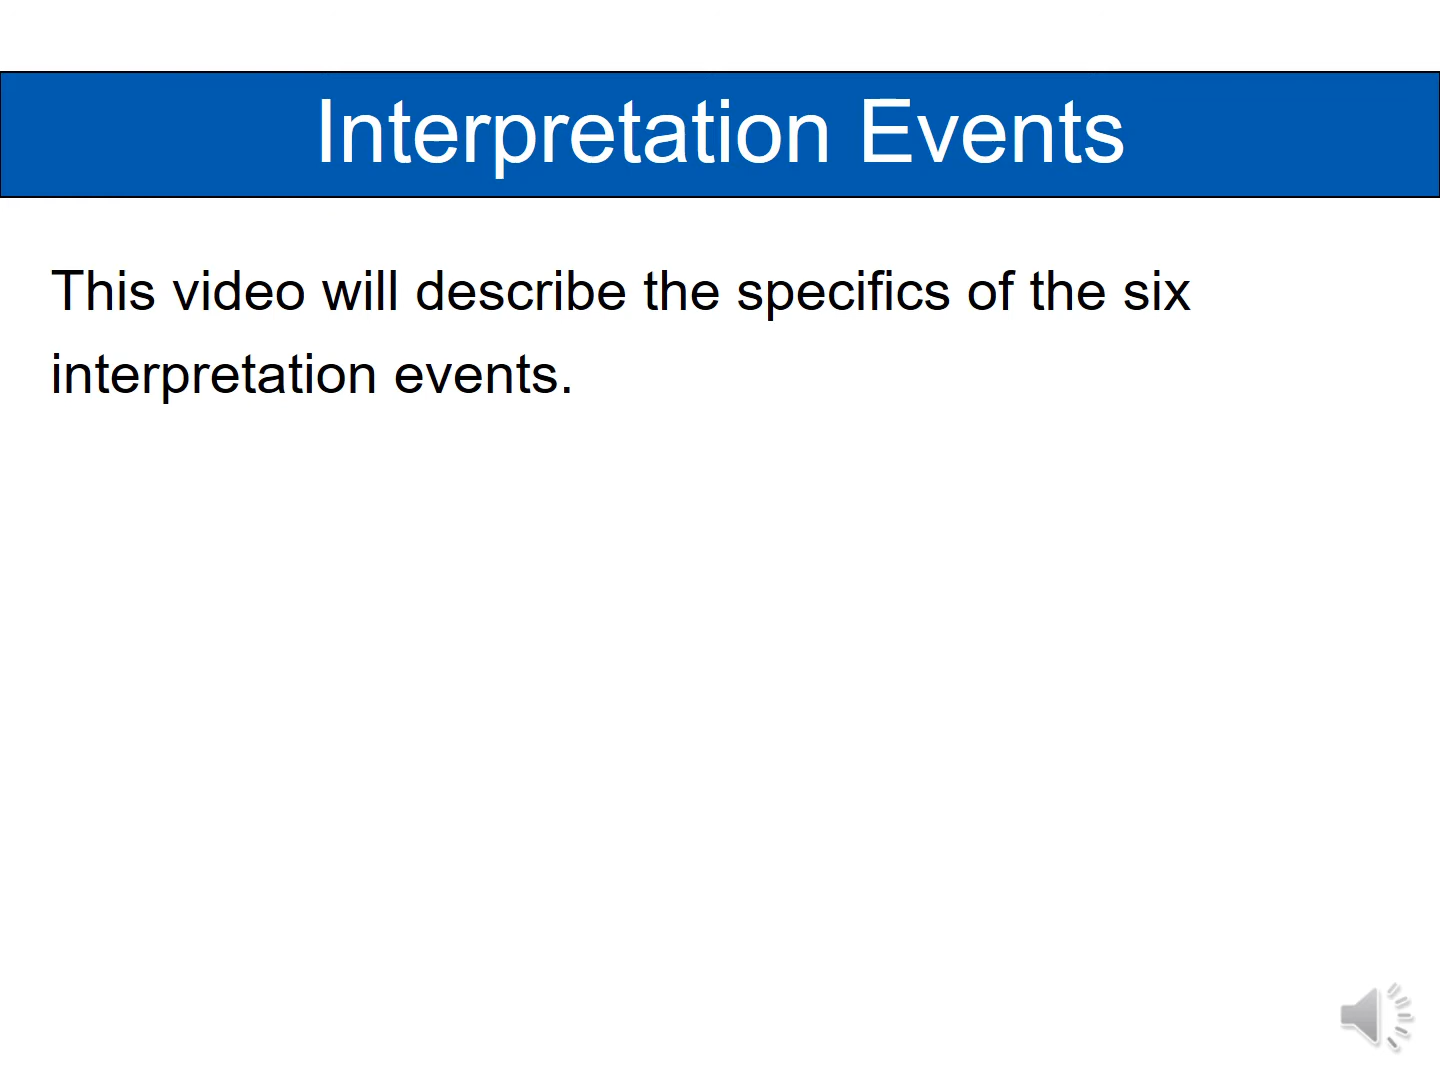 Interpretation Events
This video will describe the specifics of the six
interpretation events.